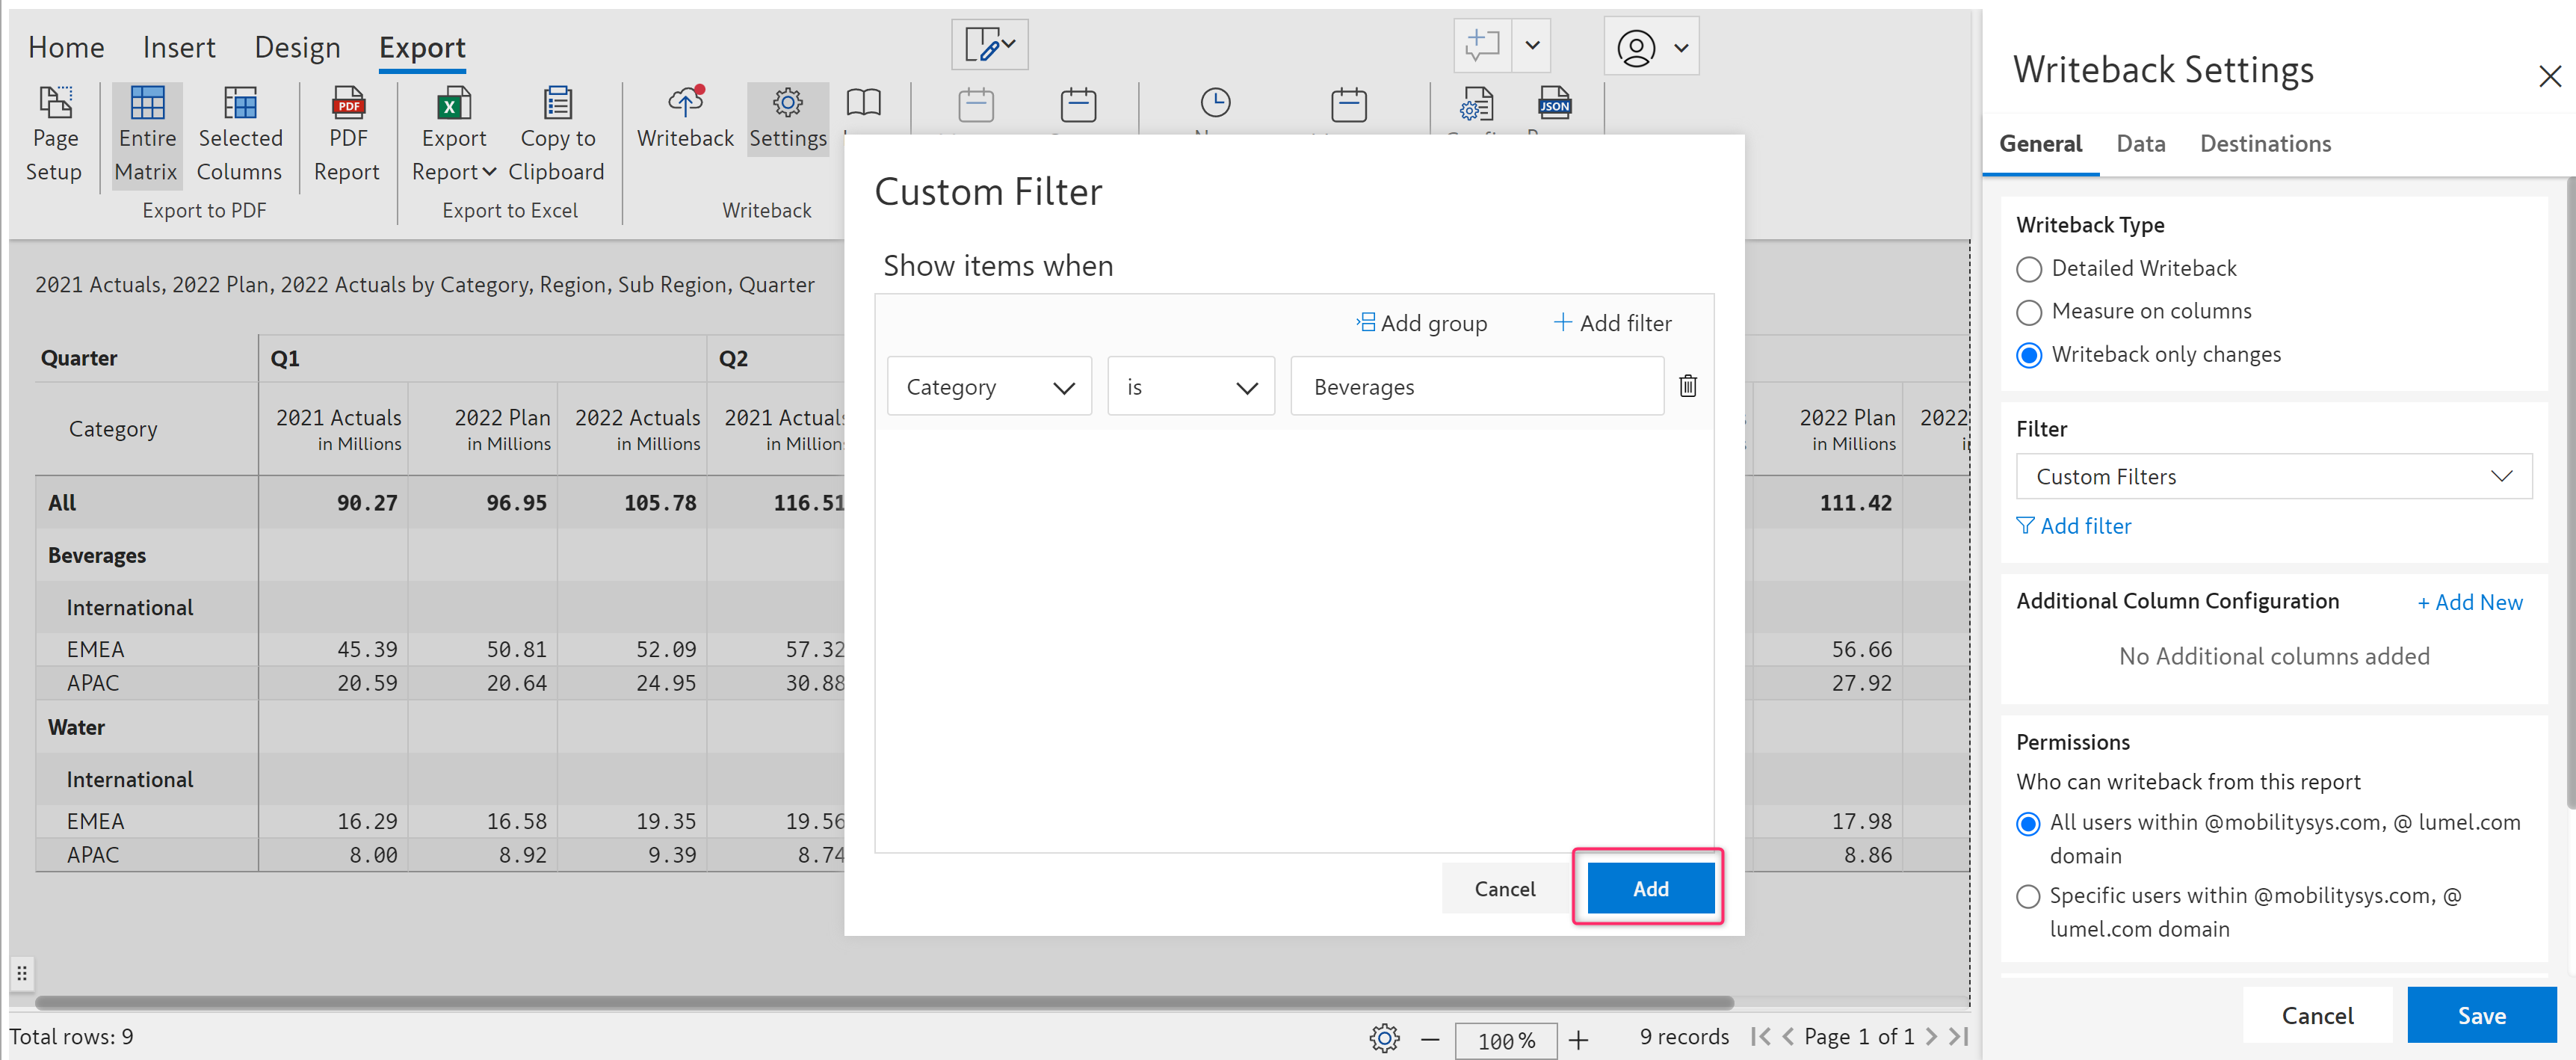 Home Insert Design Export
Page Setup
Entire Matrix
Selected Columns
PDF Report
Export Report
Copy to Clipboard
Writeback
Settings
JSON
Export to PDF
Export to Excel
Writeback
2021 Actuals, 2022 Plan, 2022 Actuals by Category, Region, Sub Region, Quarter
Quarter Q1 Q2
Category 2021 Actuals 2022 Plan 2022 Actuals 2021 Actuals 2022 Plan 2022
in Millions in Millions in Millions in Millions in Millions
All 90.27 96.95 105.78 116.51 111.42
Beverages
International
EMEA 45.39 50.81 52.09 57.32 56.66
APAC 20.59 20.64 24.95 30.88 27.92
Water
International
EMEA 16.29 16.58 19.35 19.56 17.98
APAC 8.00 8.92 9.39 8.74 8.86
Total rows: 9
100 %
9 records
Page 1 of 1
Custom Filter
Show items when
Add group + Add filter
Category is Beverages
Cancel Add
Writeback Settings
General Data Destinations
Writeback Type
Detailed Writeback
Measure on columns
Writeback only changes
Filter
Custom Filters
Add filter
Additional Column Configuration + Add New
No Additional columns added
Permissions
Who can writeback from this report
All users within @mobilitysys.com, @ lumel.com
domain
Specific users within @mobilitysys.com, @
lumel.com domain
Cancel Save